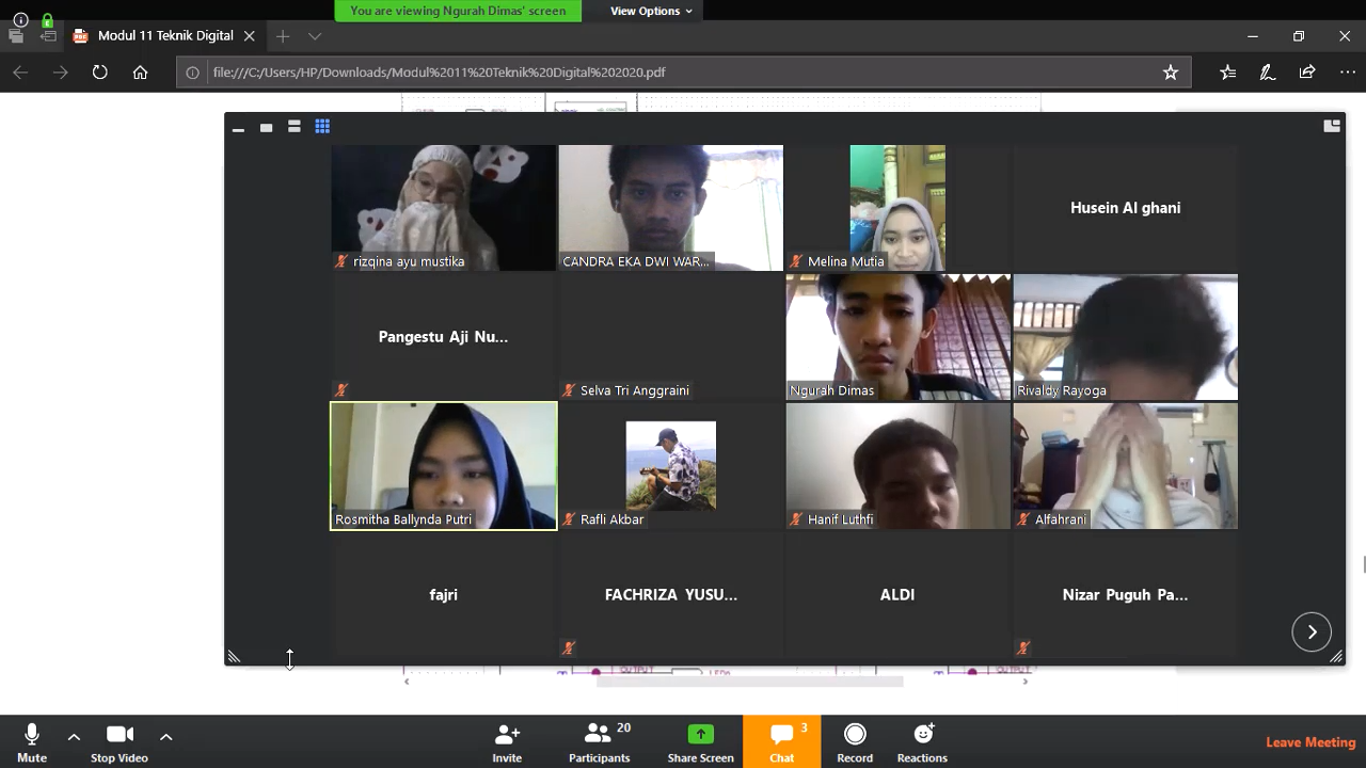 You are viewing Ngurah Dimas' screen
View Options
Modul 11 Teknik Digital
file:///C:/Users/HP/Downloads/Modul%2011%20Teknik%20Digital%202020.pdf
rizqina ayu mustika
CANDRA EKA DWI WAR...
Melina Mutia
Husein Al ghani
Pangestu Aji Nu...
Selva Tri Anggraini
Ngurah Dimas
Rivaldy Rayoga
Rosmitha Ballynda Putri
Rafli Akbar
Hanif Luthfi
Alfahrani
fajri
FACHRIZA YUSU...
ALDI
Nizar Puguh Pa...
Mute
Stop Video
Invite
Participants
20
Share Screen
Chat
3
Record
Reactions
Leave Meeting